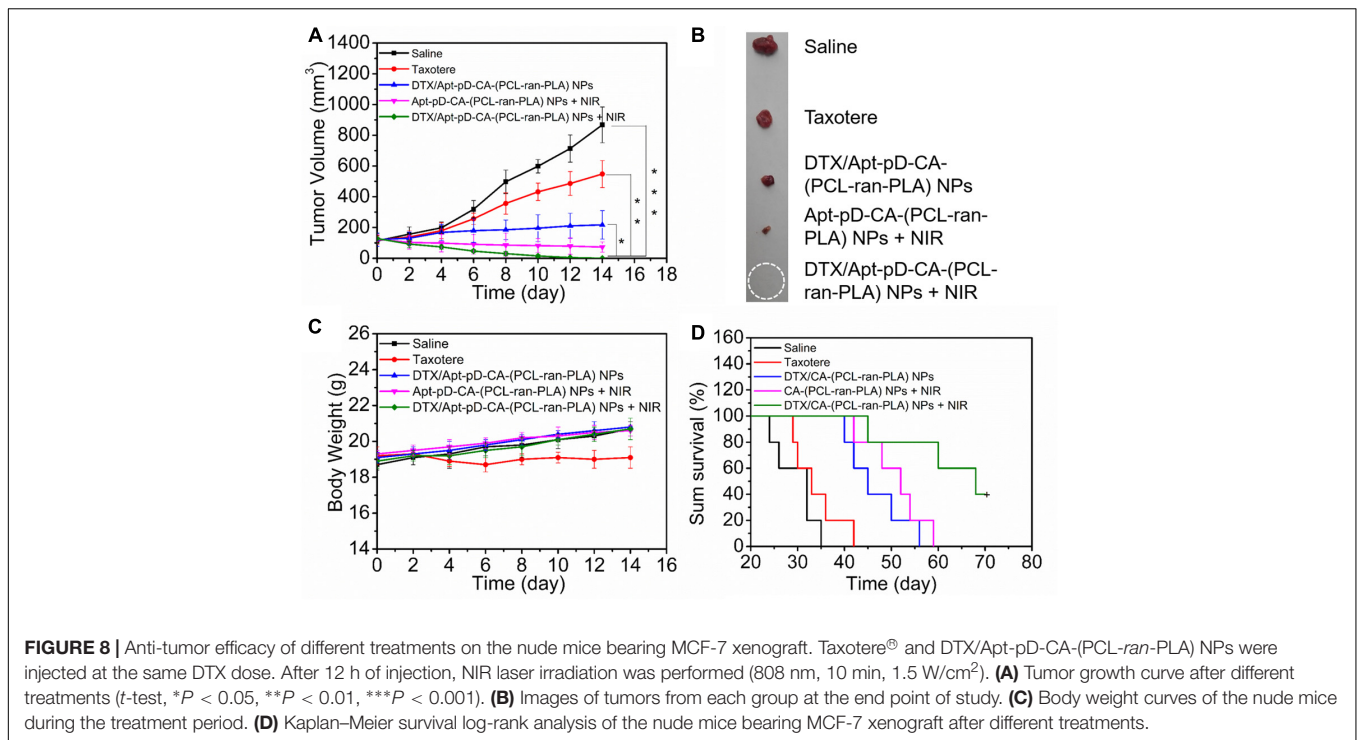 A
1400
1200
1000
800
600
400
200
0
Tumor Volume (mm³)
Saline
Taxotere
DTX/Apt-pD-CA-(PCL-ran-PLA) NPs
Apt-pD-CA-(PCL-ran-PLA) NPs + NIR
DTX/Apt-pD-CA-(PCL-ran-PLA) NPs + NIR
*
* *
* * *
0 2 4 6 8 10 12 14 16 18
Time (day)
B
Saline
Taxotere
DTX/Apt-pD-CA-
(PCL-ran-PLA) NPs
Apt-pD-CA-(PCL-ran-
PLA) NPs + NIR
DTX/Apt-pD-CA-(PCL-
ran-PLA) NPs + NIR
C
26
24
22
20
18
16
14
Body Weight (g)
Saline
Taxotere
DTX/Apt-pD-CA-(PCL-ran-PLA) NPs
Apt-pD-CA-(PCL-ran-PLA) NPs + NIR
DTX/Apt-pD-CA-(PCL-ran-PLA) NPs + NIR
0 2 4 6 8 10 12 14 16
Time (day)
D
160
140
120
100
80
60
40
20
0
Sum survival (%)
Saline
Taxotere
DTX/CA-(PCL-ran-PLA) NPs
CA-(PCL-ran-PLA) NPs + NIR
DTX/CA-(PCL-ran-PLA) NPs + NIR
20 30 40 50 60 70 80
Time (day)
FIGURE 8 | Anti-tumor efficacy of different treatments on the nude mice bearing MCF-7 xenograft. Taxotere® and DTX/Apt-pD-CA-(PCL-ran-PLA) NPs were
injected at the same DTX dose. After 12 h of injection, NIR laser irradiation was performed (808 nm, 10 min, 1.5 W/cm²). (A) Tumor growth curve after different
treatments (t-test, *P < 0.05, **P < 0.01, ***P < 0.001). (B) Images of tumors from each group at the end point of study. (C) Body weight curves of the nude mice
during the treatment period. (D) Kaplan–Meier survival log-rank analysis of the nude mice bearing MCF-7 xenograft after different treatments.